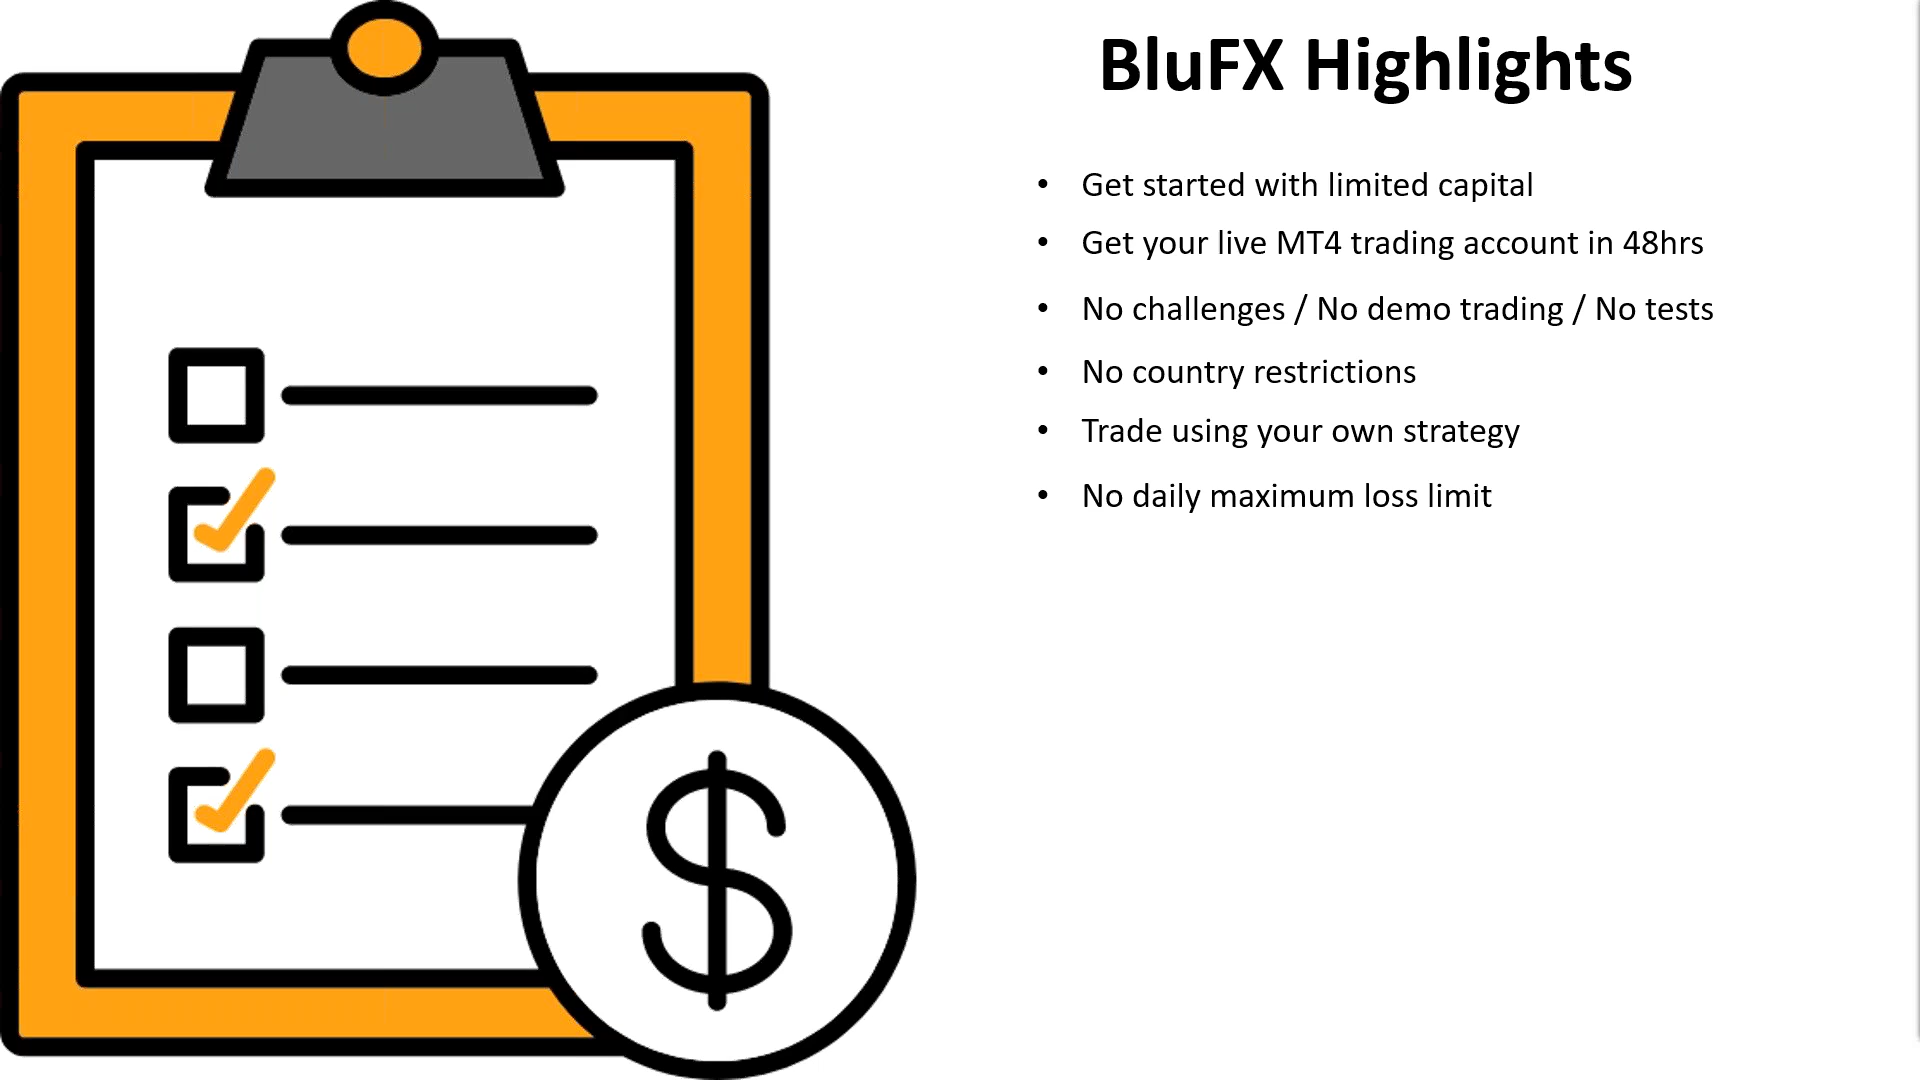 BluFX Highlights
• Get started with limited capital
• Get your live MT4 trading account in 48hrs
• No challenges / No demo trading / No tests
• No country restrictions
• Trade using your own strategy
• No daily maximum loss limit
$